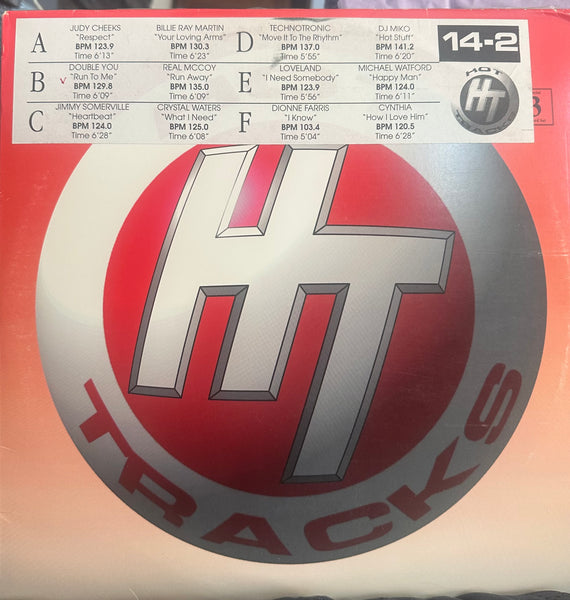 A
JUDY CHEEKS
"Respect"
BPM 123.9
Time 6'13"
BILLIE RAY MARTIN
"Your Loving Arms"
BPM 130.3
Time 6'23"
D
TECHNOTRONIC
"Move It To The Rhythm"
BPM 137.0
Time 5'55"
DJ MIKO
"Hot Stuff"
BPM 141.2
Time 6'20"
B
DOUBLE YOU
"Run To Me"
BPM 129.8
Time 6'09"
REAL McCOY
"Run Away"
BPM 135.0
Time 6'09"
E
LOVELAND
"I Need Somebody"
BPM 123.9
Time 5'56"
MICHAEL WATFORD
"Happy Man"
BPM 124.0
Time 6'11"
C
JIMMY SOMERVILLE
"Heartbeat"
BPM 124.0
Time 6'28"
CRYSTAL WATERS
"What I Need"
BPM 125.0
Time 6'08"
F
DIONNE FARRIS
"I Know"
BPM 103.4
Time 5'04"
CYNTHIA
"How I Love Him"
BPM 120.5
Time 6'28"
14-2
HOT
HT
TRACKS
3
HT
TRACKS